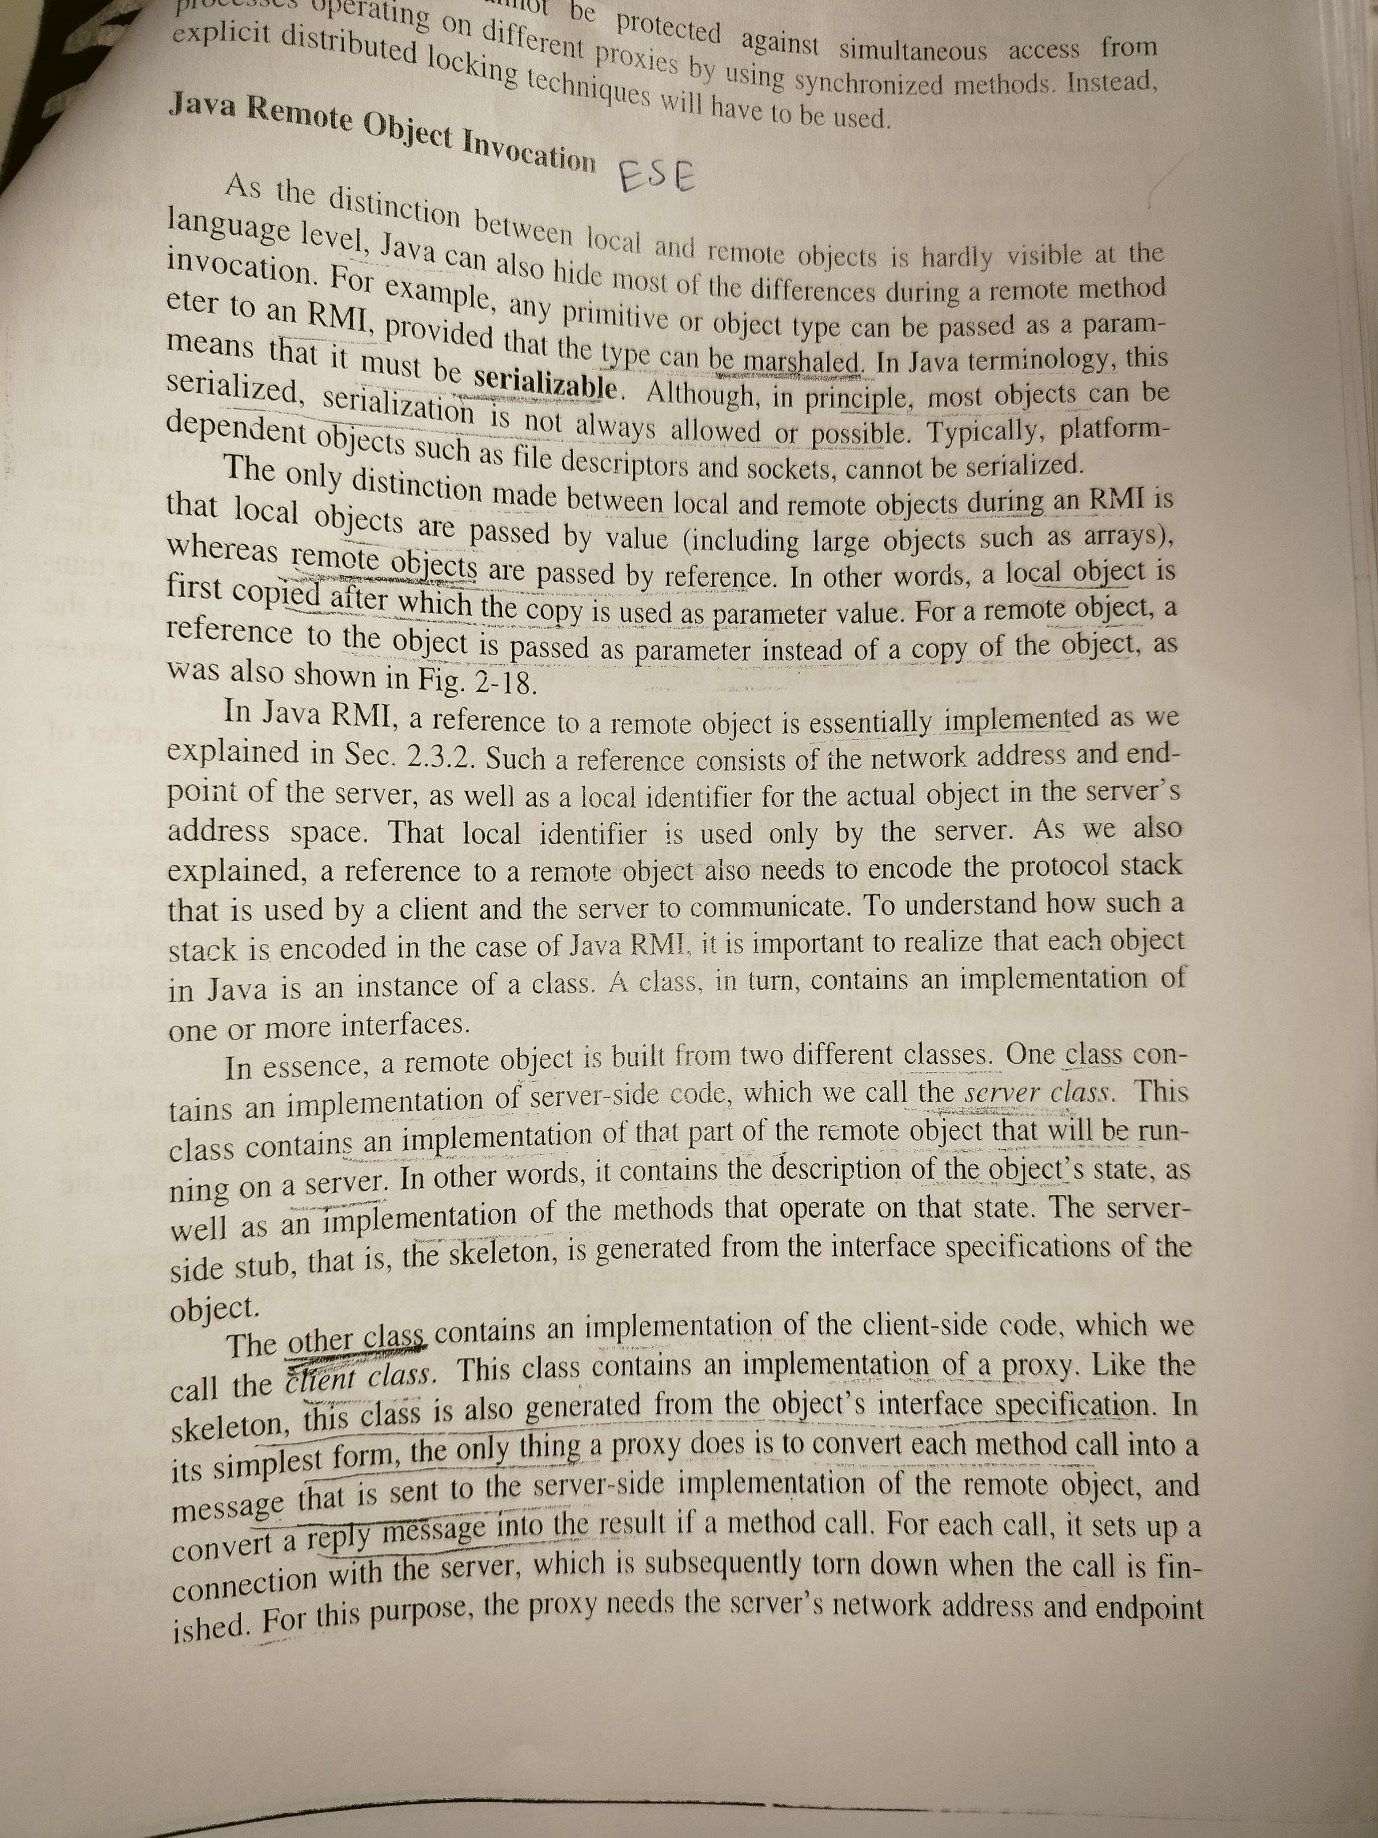 be protected against simultaneous access from
operating on different proxies by using synchronized methods. Instead,
explicit distributed locking techniques will have to be used.
Java Remote Object Invocation ESE
As the distinction between local and remote objects is hardly visible at the
language level, Java can also hide most of the differences during a remote method
invocation. For example, any primitive or object type can be passed as a param-
eter to an RMI, provided that the type can be marshaled. In Java terminology, this
means that it must be serializable. Although, in principle, most objects can be
serialized, serialization is not always allowed or possible. Typically, platform-
dependent objects such as file descriptors and sockets, cannot be serialized.
The only distinction made between local and remote objects during an RMI is
that local objects are passed by value (including large objects such as arrays),
whereas remote objects are passed by reference. In other words, a local object is
first copied after which the copy is used as parameter value. For a remote object, a
reference to the object is passed as parameter instead of a copy of the object, as
was also shown in Fig. 2-18.
In Java RMI, a reference to a remote object is essentially implemented as we
explained in Sec. 2.3.2. Such a reference consists of the network address and end-
point of the server, as well as a local identifier for the actual object in the server's
address space. That local identifier is used only by the server. As we also
explained, a reference to a remote object also needs to encode the protocol stack
that is used by a client and the server to communicate. To understand how such a
stack is encoded in the case of Java RMI, it is important to realize that each object
in Java is an instance of a class. A class, in turn, contains an implementation of
one or more interfaces.
In essence, a remote object is built from two different classes. One class con-
tains an implementation of server-side code, which we call the server class. This
class contains an implementation of that part of the remote object that will be run-
ning on a server. In other words, it contains the description of the object's state, as
well as an implementation of the methods that operate on that state. The server-
side stub, that is, the skeleton, is generated from the interface specifications of the
object.
The other class contains an implementation of the client-side code, which we
call the client class. This class contains an implementation of a proxy. Like the
skeleton, this class is also generated from the object's interface specification. In
its simplest form, the only thing a proxy does is to convert each method call into a
message that is sent to the server-side implementation of the remote object, and
convert a reply message into the result if a method call. For each call, it sets up a
connection with the server, which is subsequently torn down when the call is fin-
ished. For this purpose, the proxy needs the server's network address and endpoint